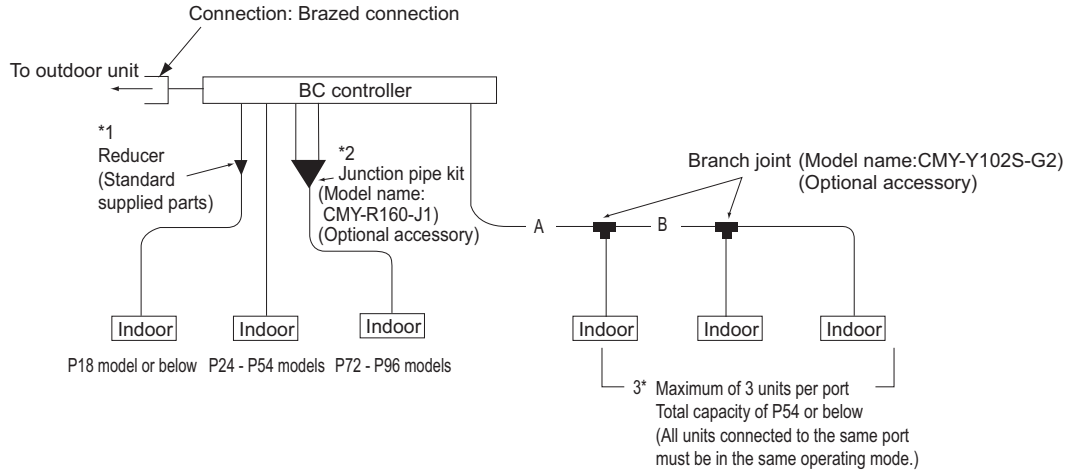 Connection: Brazed connection
To outdoor unit
BC controller
*1
Reducer
(Standard
supplied parts)
*2
Junction pipe kit
(Model name:
CMY-R160-J1)
(Optional accessory)
Branch joint (Model name:CMY-Y102S-G2)
(Optional accessory)
A
B
Indoor
Indoor
Indoor
Indoor
Indoor
Indoor
P18 model or below
P24 - P54 models
P72 - P96 models
3* Maximum of 3 units per port
Total capacity of P54 or below
(All units connected to the same port
must be in the same operating mode.)